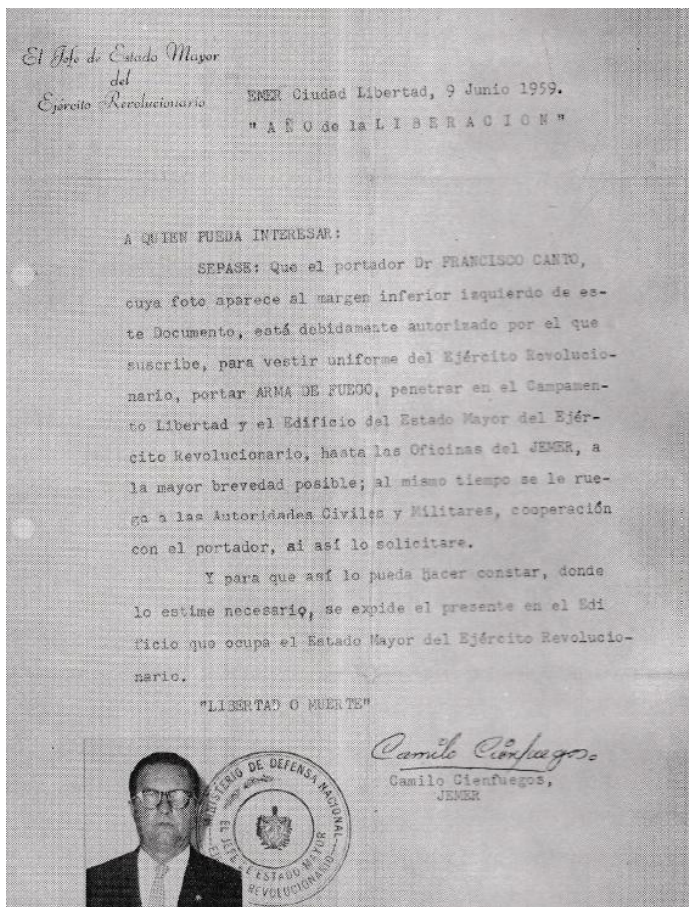 El Jefe de Estado Mayor
del
Ejército Revolucionario
EMER Ciudad Libertad, 9 Junio 1959.
" A Ñ O de la L I B E R A C I O N "
A QUIEN PUEDA INTERESAR:
SEPASE: Que el portador Dr FRANCISCO CANTO,
cuya foto aparece al margen inferior izquierdo de es-
te Documento, está debidamente autorizado por el que
suscribe, para vestir uniforme del Ejército Revolucio-
nario, portar ARMA DE FUEGO, penetrar en el Campamen-
to Libertad y el Edificio del Estado Mayor del Ejér-
cito Revolucionario, hasta las Oficinas del JEMER, a
la mayor brevedad posible; al mismo tiempo se le rue-
ga a las Autoridades Civiles y Militares, cooperación
con el portador, ai así lo solicitare.
Y para que así lo pueda hacer constar, donde
lo estime necesario, se expide el presente en el Edi
ficio que ocupa el Estado Mayor del Ejército Revolucio-
nario.
"LIBERTAD O MUERTE"
Camilo Cienfuegos
Camilo Cienfuegos,
JEMER
MINISTERIO DE DEFENSA NACIONAL
EL JEFE DE ESTADO MAYOR
REVOLUCIONARIO